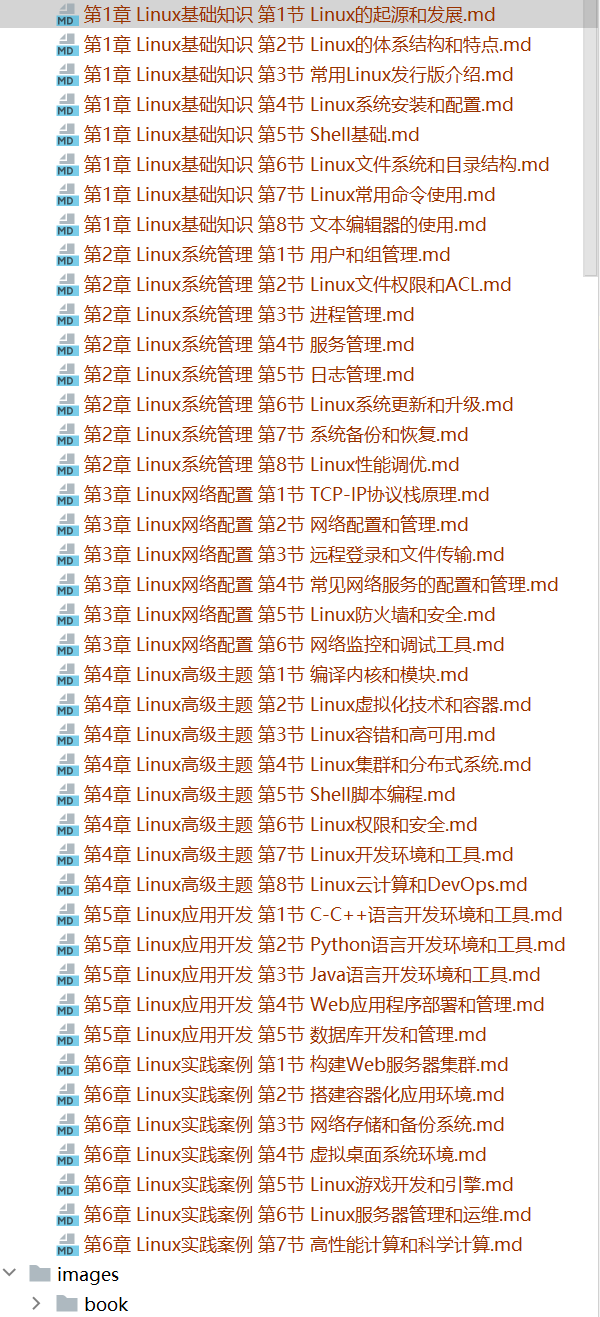 MD 第1章 Linux基础知识 第1节 Linux的起源和发展.md
MD 第1章 Linux基础知识 第2节 Linux的体系结构和特点.md
MD 第1章 Linux基础知识 第3节 常用Linux发行版介绍.md
MD 第1章 Linux基础知识 第4节 Linux系统安装和配置.md
MD 第1章 Linux基础知识 第5节 Shell基础.md
MD 第1章 Linux基础知识 第6节 Linux文件系统和目录结构.md
MD 第1章 Linux基础知识 第7节 Linux常用命令使用.md
MD 第1章 Linux基础知识 第8节 文本编辑器的使用.md
MD 第2章 Linux系统管理 第1节 用户和组管理.md
MD 第2章 Linux系统管理 第2节 Linux文件权限和ACL.md
MD 第2章 Linux系统管理 第3节 进程管理.md
MD 第2章 Linux系统管理 第4节 服务管理.md
MD 第2章 Linux系统管理 第5节 日志管理.md
MD 第2章 Linux系统管理 第6节 Linux系统更新和升级.md
MD 第2章 Linux系统管理 第7节 系统备份和恢复.md
MD 第2章 Linux系统管理 第8节 Linux性能调优.md
MD 第3章 Linux网络配置 第1节 TCP-IP协议栈原理.md
MD 第3章 Linux网络配置 第2节 网络配置和管理.md
MD 第3章 Linux网络配置 第3节 远程登录和文件传输.md
MD 第3章 Linux网络配置 第4节 常见网络服务的配置和管理.md
MD 第3章 Linux网络配置 第5节 Linux防火墙和安全.md
MD 第3章 Linux网络配置 第6节 网络监控和调试工具.md
MD 第4章 Linux高级主题 第1节 编译内核和模块.md
MD 第4章 Linux高级主题 第2节 Linux虚拟化技术和容器.md
MD 第4章 Linux高级主题 第3节 Linux容错和高可用.md
MD 第4章 Linux高级主题 第4节 Linux集群和分布式系统.md
MD 第4章 Linux高级主题 第5节 Shell脚本编程.md
MD 第4章 Linux高级主题 第6节 Linux权限和安全.md
MD 第4章 Linux高级主题 第7节 Linux开发环境和工具.md
MD 第4章 Linux高级主题 第8节 Linux云计算和DevOps.md
MD 第5章 Linux应用开发 第1节 C-C++语言开发环境和工具.md
MD 第5章 Linux应用开发 第2节 Python语言开发环境和工具.md
MD 第5章 Linux应用开发 第3节 Java语言开发环境和工具.md
MD 第5章 Linux应用开发 第4节 Web应用程序部署和管理.md
MD 第5章 Linux应用开发 第5节 数据库开发和管理.md
MD 第6章 Linux实践案例 第1节 构建Web服务器集群.md
MD 第6章 Linux实践案例 第2节 搭建容器化应用环境.md
MD 第6章 Linux实践案例 第3节 网络存储和备份系统.md
MD 第6章 Linux实践案例 第4节 虚拟桌面系统环境.md
MD 第6章 Linux实践案例 第5节 Linux游戏开发和引擎.md
MD 第6章 Linux实践案例 第6节 Linux服务器管理和运维.md
MD 第6章 Linux实践案例 第7节 高性能计算和科学计算.md
images
book